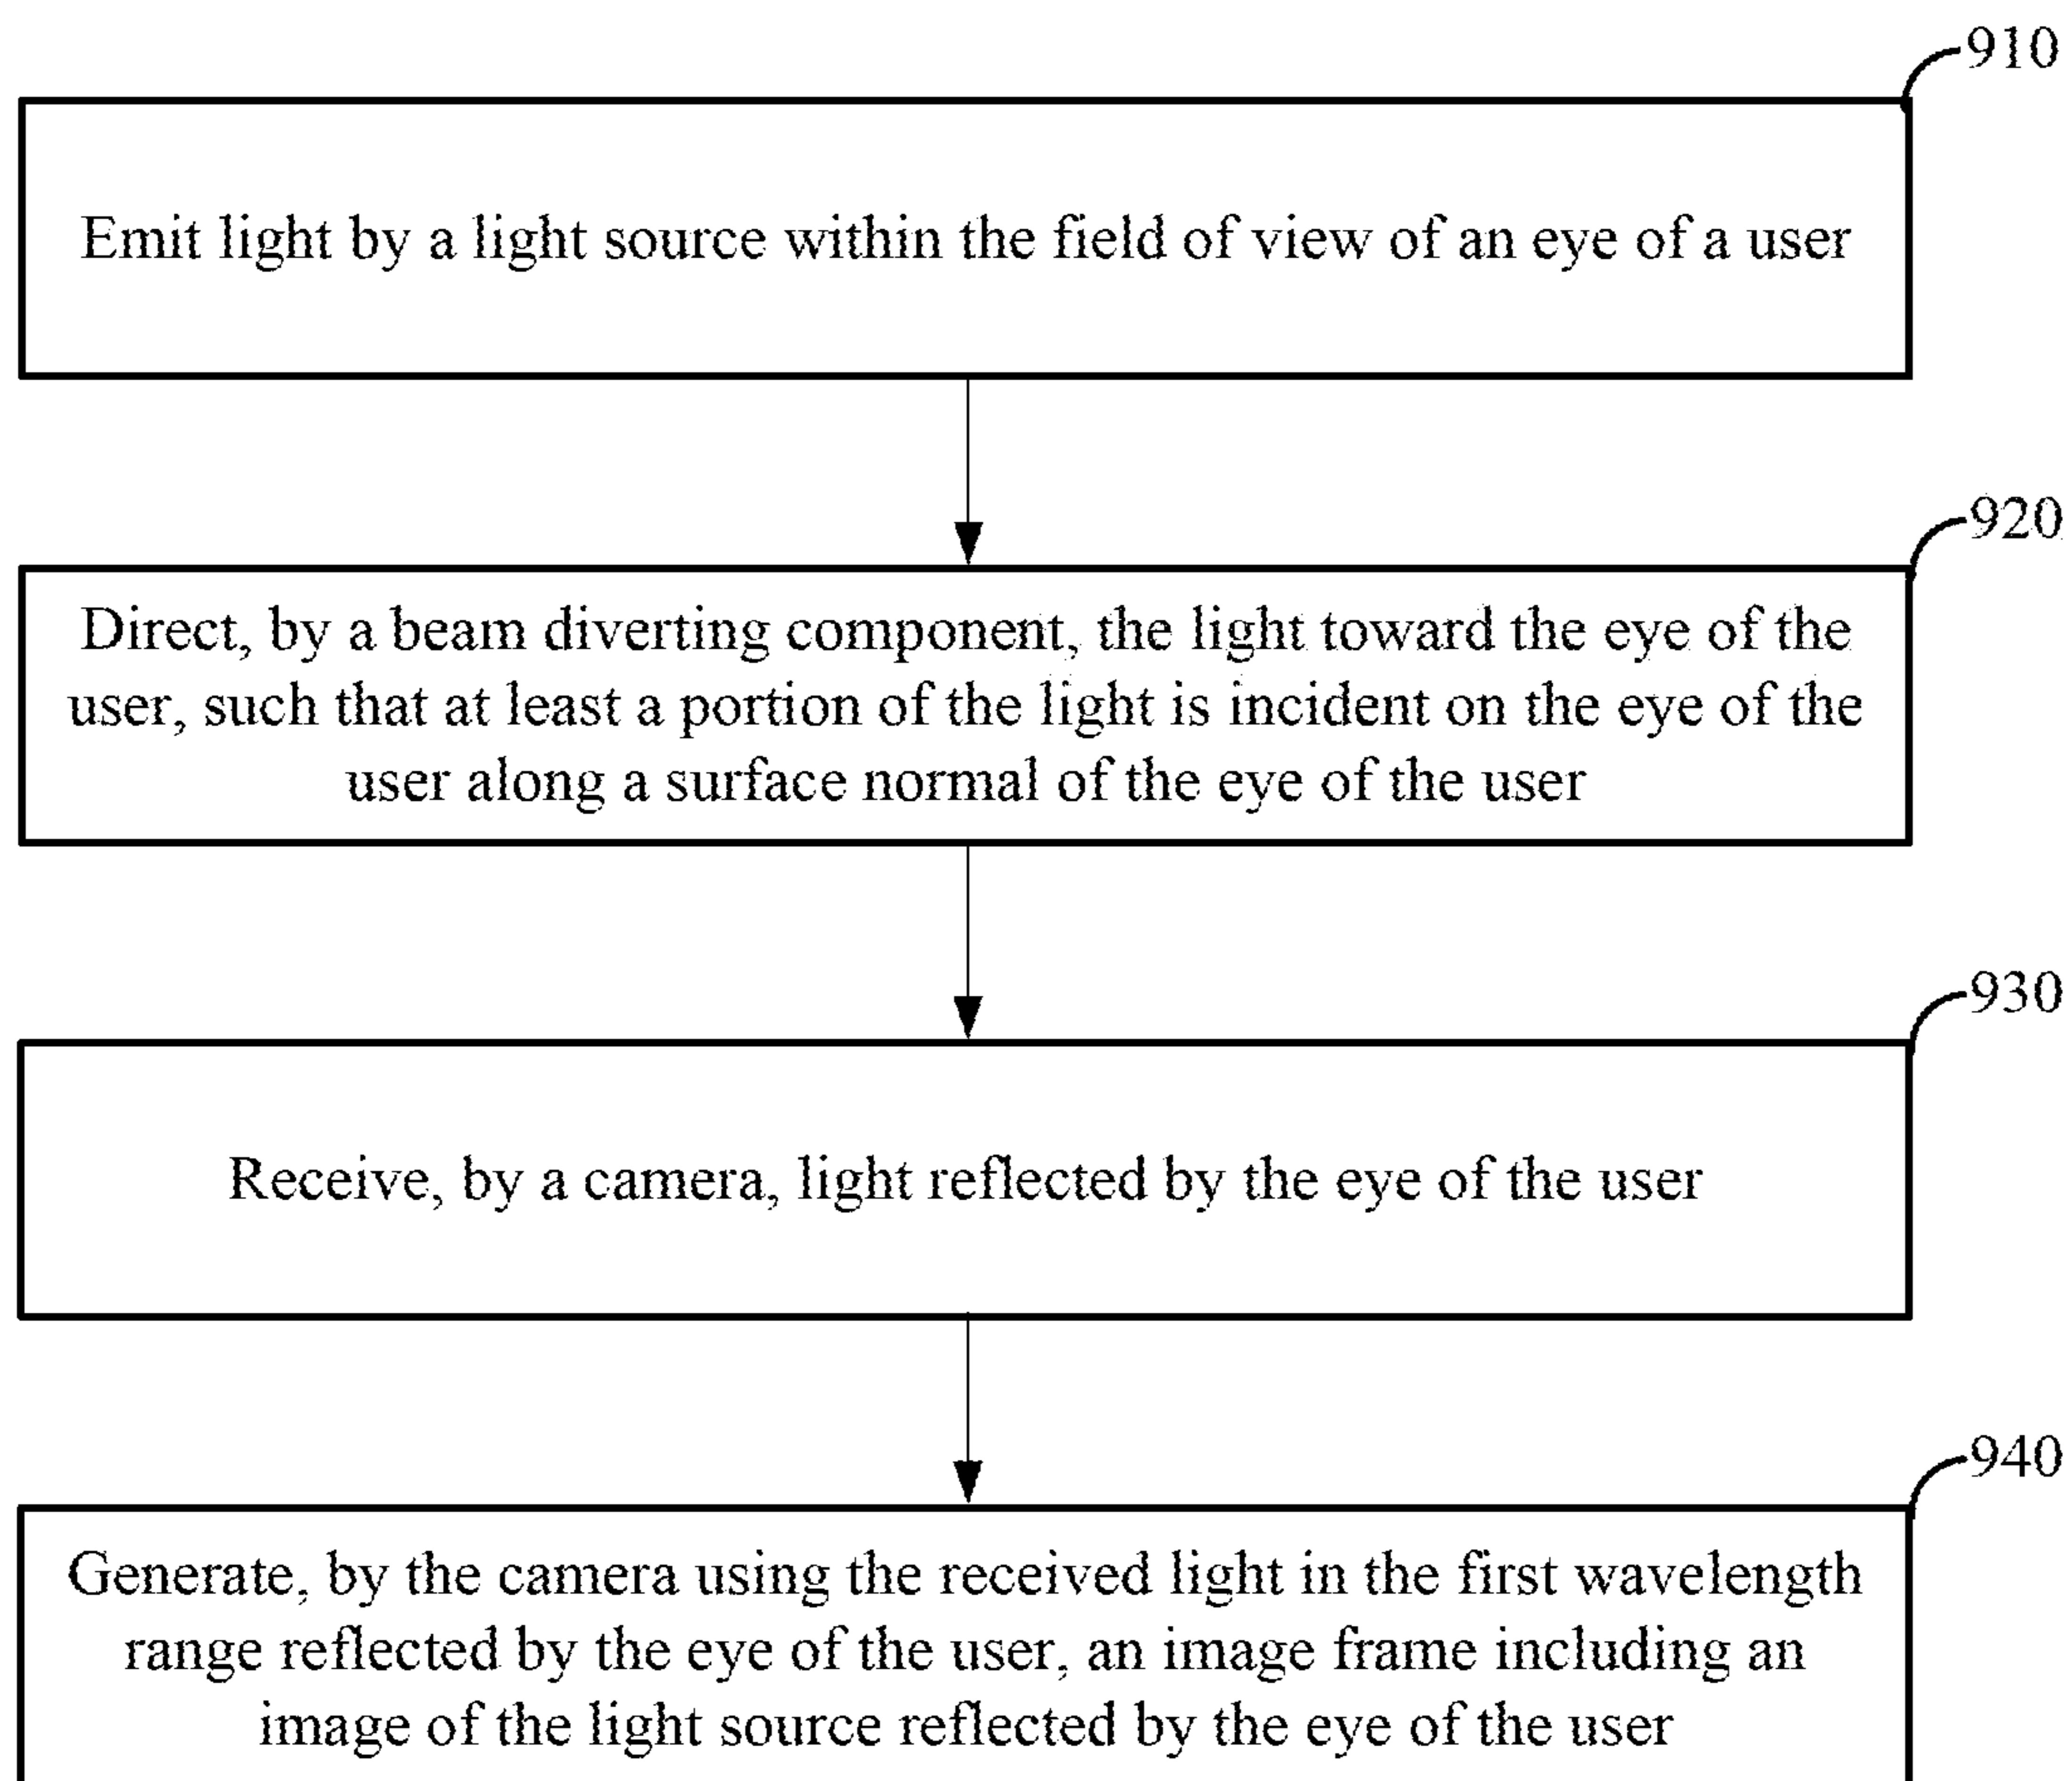 910
Emit light by a light source within the field of view of an eye of a user
920
Direct, by a beam diverting component, the light toward the eye of the
user, such that at least a portion of the light is incident on the eye of the
user along a surface normal of the eye of the user
930
Receive, by a camera, light reflected by the eye of the user
940
Generate, by the camera using the received light in the first wavelength
range reflected by the eye of the user, an image frame including an
image of the light source reflected by the eye of the user